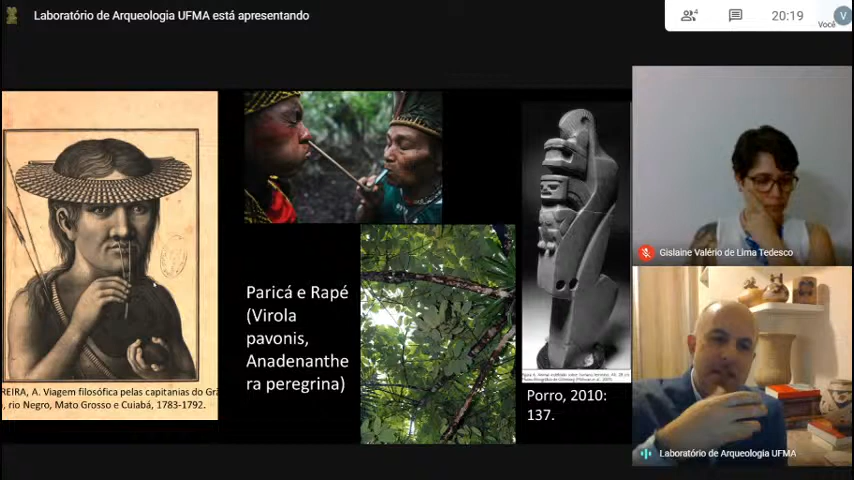 Laboratório de Arqueologia UFMA está apresentando
4
20:19
V
Você
REIRA, A. Viagem filosófica pelas capitanias do Gr
, rio Negro, Mato Grosso e Cuiabá, 1783-1792.
Paricá e Rapé
(Virola
pavonis,
Anadenanthe
ra peregrina)
Porro, 2010:
137.
Gislaine Valério de Lima Tedesco
Laboratório de Arqueologia UFMA